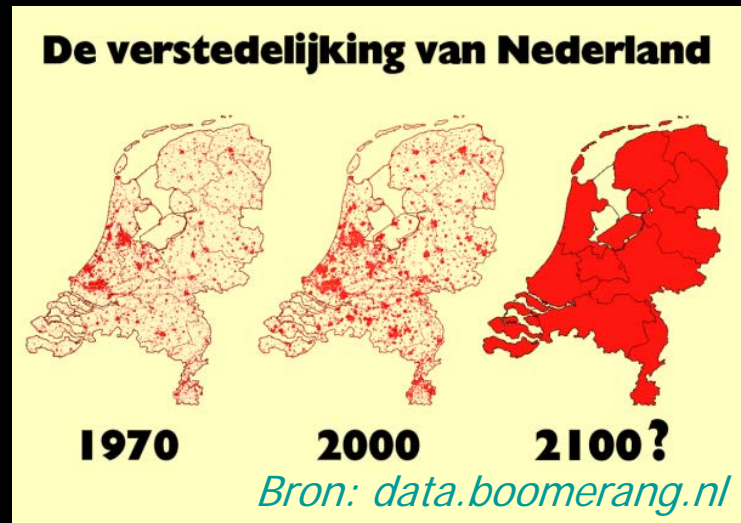 De verstedelijking van Nederland
1970 2000 2100?
Bron: data.boomerang.nl